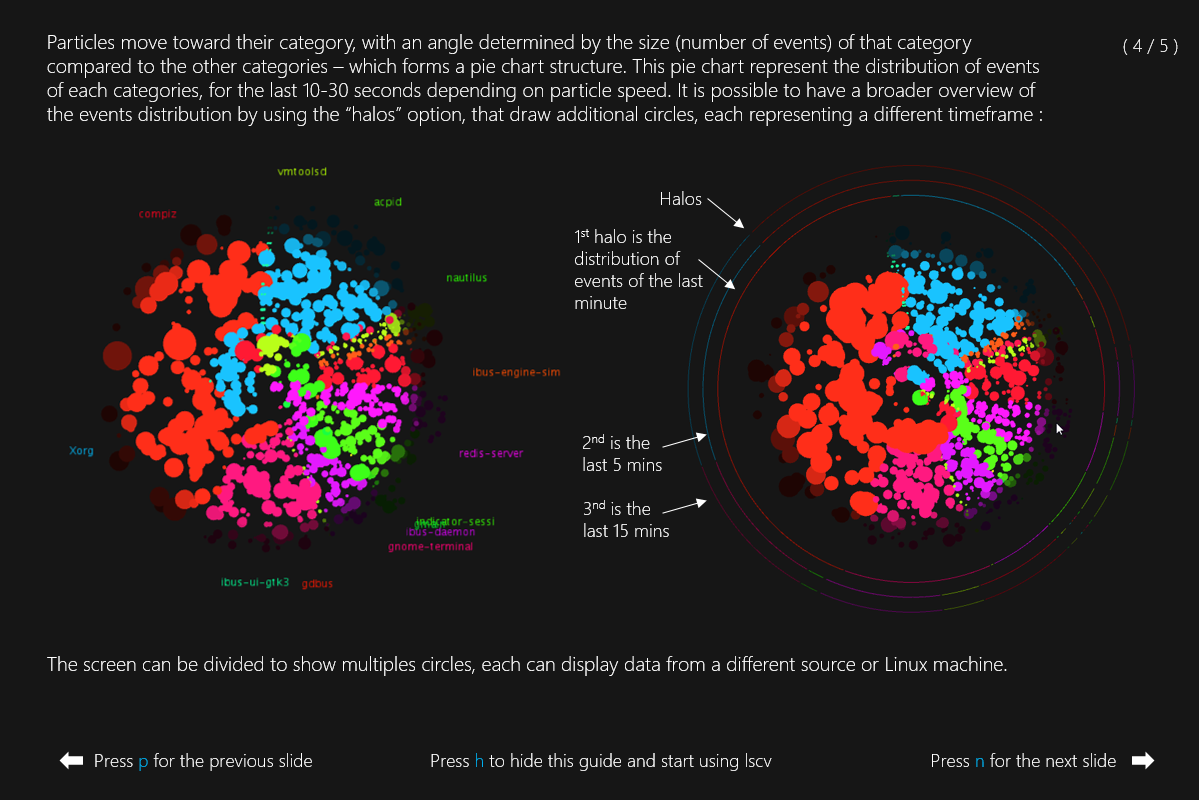 Particles move toward their category, with an angle determined by the size (number of events) of that category
( 4 / 5 )
compared to the other categories – which forms a pie chart structure. This pie chart represent the distribution of events
of each categories, for the last 10-30 seconds depending on particle speed. It is possible to have a broader overview of
the events distribution by using the “halos” option, that draw additional circles, each representing a different timeframe :
vmtoolsd
acpid
compiz
nautilus
ibus-engine-sim
Xorg
redis-server
indicator-sessi
ibus-daemon
gnome-terminal
ibus-ui-gtk3
gdbus
Halos
1st halo is the
distribution of
events of the last
minute
2nd is the
last 5 mins
3nd is the
last 15 mins
The screen can be divided to show multiples circles, each can display data from a different source or Linux machine.
Press p for the previous slide
Press h to hide this guide and start using lscv
Press n for the next slide